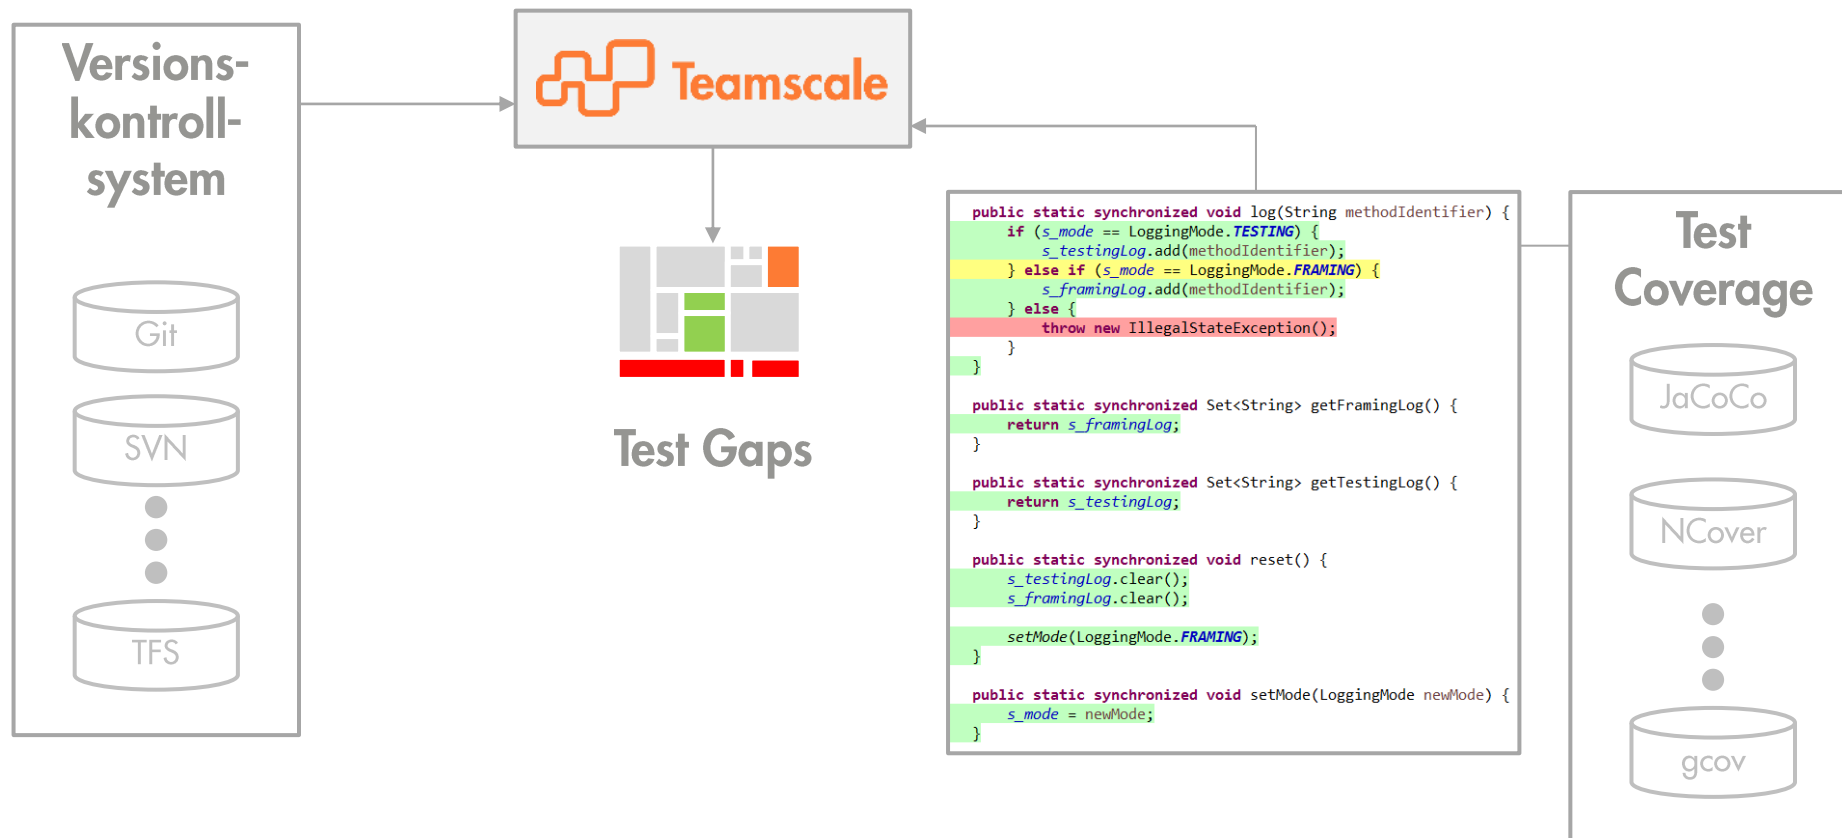 Versions-
kontroll-
system
Git
SVN
TFS
Teamscale
Test Gaps
public static synchronized void log(String methodIdentifier) {
if (s_mode == LoggingMode.TESTING) {
s_testingLog.add(methodIdentifier);
} else if (s_mode == LoggingMode.FRAMING) {
s_framingLog.add(methodIdentifier);
} else {
throw new IllegalStateException();
}
}
public static synchronized Set<String> getFramingLog() {
return s_framingLog;
}
public static synchronized Set<String> getTestingLog() {
return s_testingLog;
}
public static synchronized void reset() {
s_testingLog.clear();
s_framingLog.clear();
setMode(LoggingMode.FRAMING);
}
public static synchronized void setMode(LoggingMode newMode) {
s_mode = newMode;
}
Test
Coverage
JaCoCo
NCover
gcov